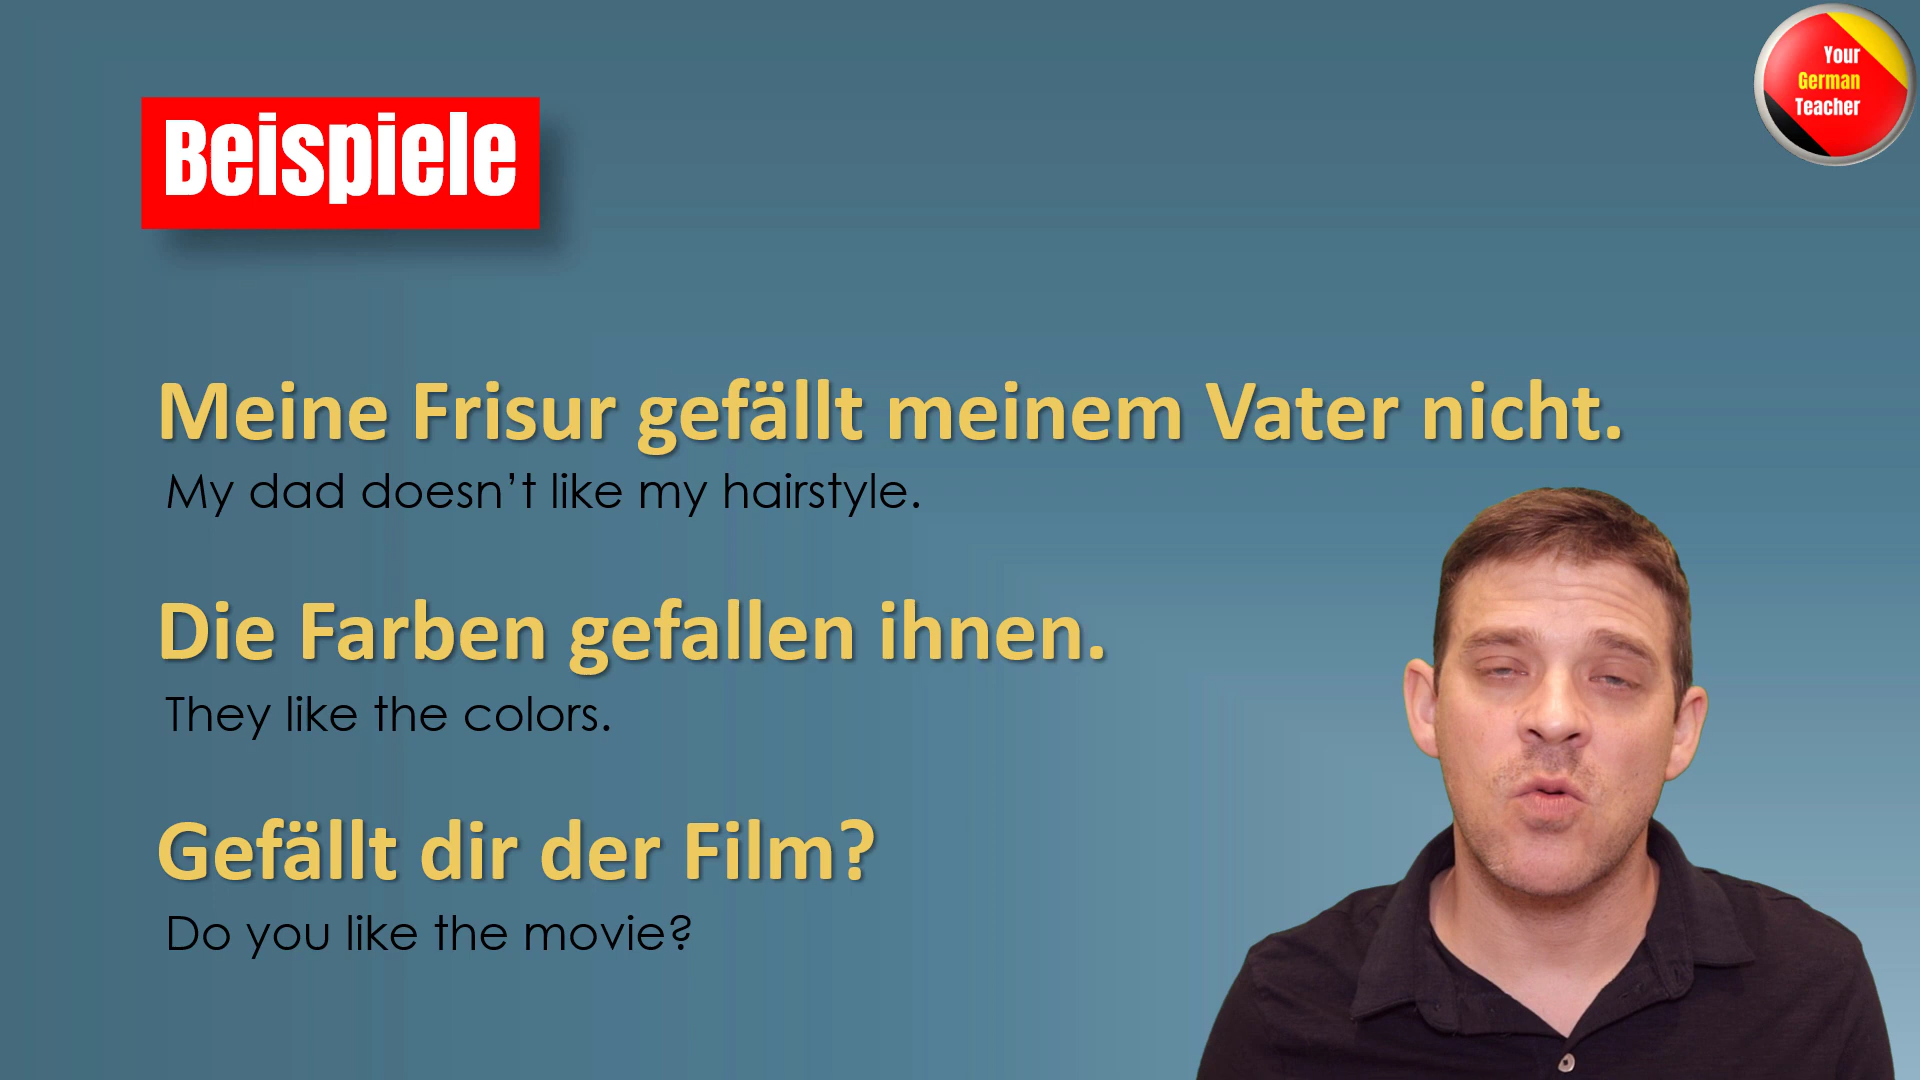 Your
German
Teacher
Beispiele
Meine Frisur gefällt meinem Vater nicht.
My dad doesn’t like my hairstyle.
Die Farben gefallen ihnen.
They like the colors.
Gefällt dir der Film?
Do you like the movie?